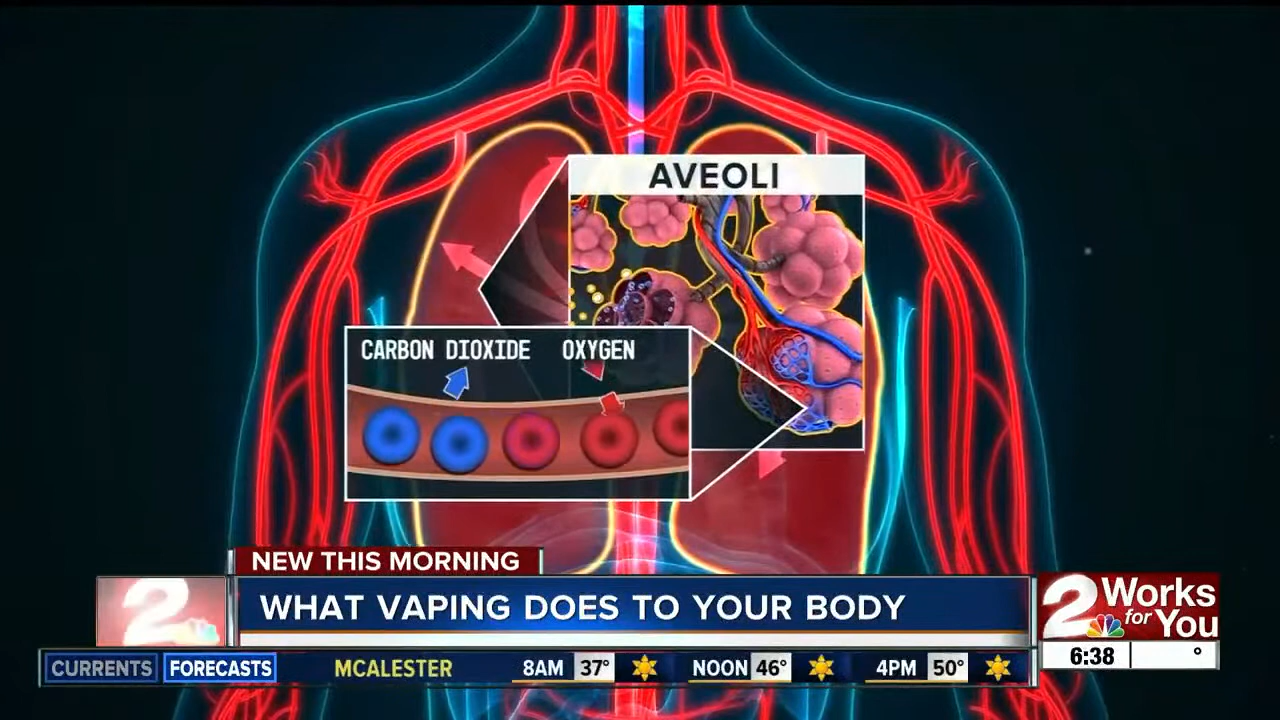 AVEOLI
CARBON DIOXIDE OXYGEN
NEW THIS MORNING
2
WHAT VAPING DOES TO YOUR BODY
2 Works
for You
CURRENTS FORECASTS MCALESTER 8AM 37° NOON 46° 4PM 50°
6:38 °